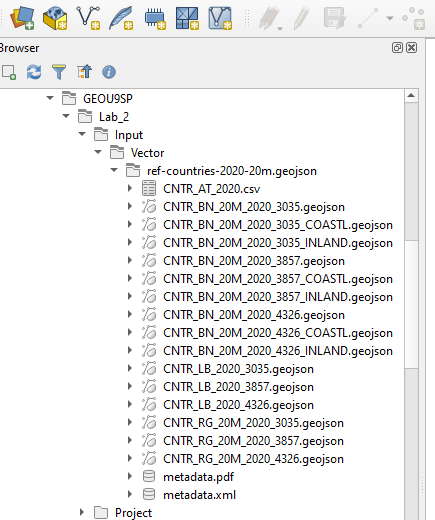 Browser
GEOU9SP
Lab_2
Input
Vector
ref-countries-2020-20m.geojson
CNTR_AT_2020.csv
CNTR_BN_20M_2020_3035.geojson
CNTR_BN_20M_2020_3035_COASTL.geojson
CNTR_BN_20M_2020_3035_INLAND.geojson
CNTR_BN_20M_2020_3857.geojson
CNTR_BN_20M_2020_3857_COASTL.geojson
CNTR_BN_20M_2020_3857_INLAND.geojson
CNTR_BN_20M_2020_4326.geojson
CNTR_BN_20M_2020_4326_COASTL.geojson
CNTR_BN_20M_2020_4326_INLAND.geojson
CNTR_LB_2020_3035.geojson
CNTR_LB_2020_3857.geojson
CNTR_LB_2020_4326.geojson
CNTR_RG_20M_2020_3035.geojson
CNTR_RG_20M_2020_3857.geojson
CNTR_RG_20M_2020_4326.geojson
metadata.pdf
metadata.xml
Project